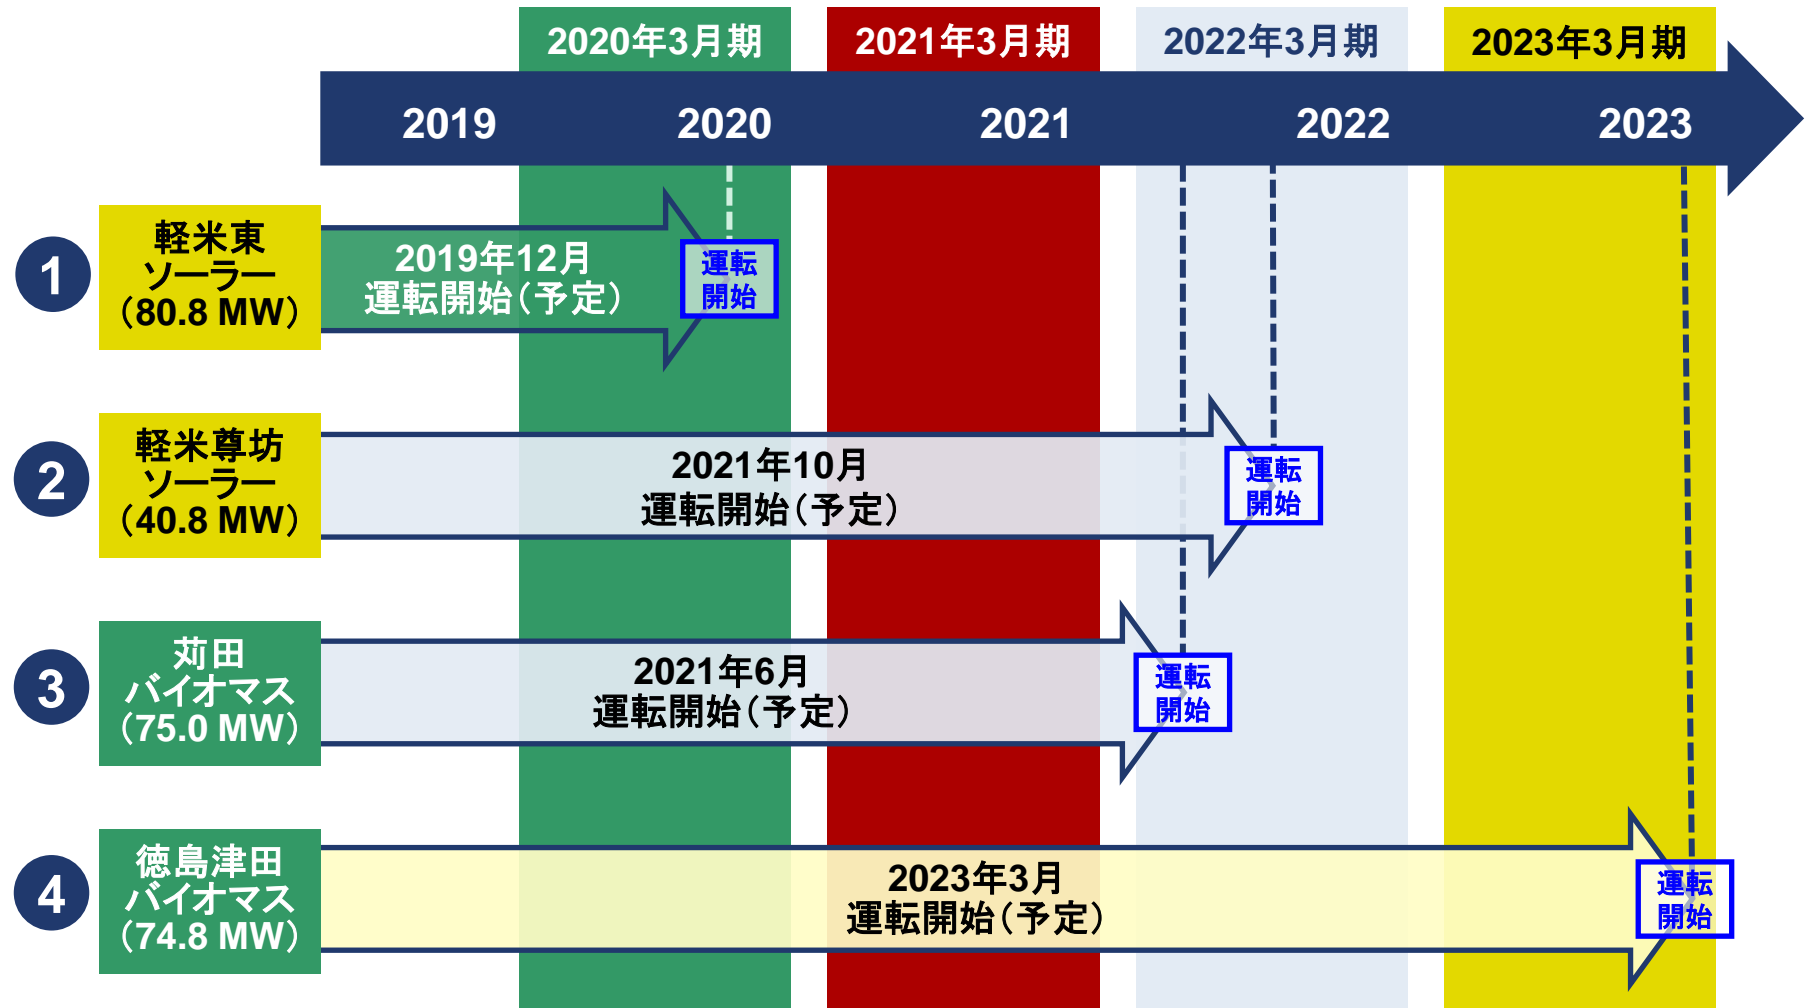 2020年3月期
2021年3月期
2022年3月期
2023年3月期
2019
2020
2021
2022
2023
1
軽米東
ソーラー
（80.8 MW）
2019年12月
運転開始（予定）
運転
開始
2
軽米尊坊
ソーラー
（40.8 MW）
2021年10月
運転開始（予定）
運転
開始
3
苅田
バイオマス
（75.0 MW）
2021年6月
運転開始（予定）
運転
開始
4
徳島津田
バイオマス
（74.8 MW）
2023年3月
運転開始（予定）
運転
開始